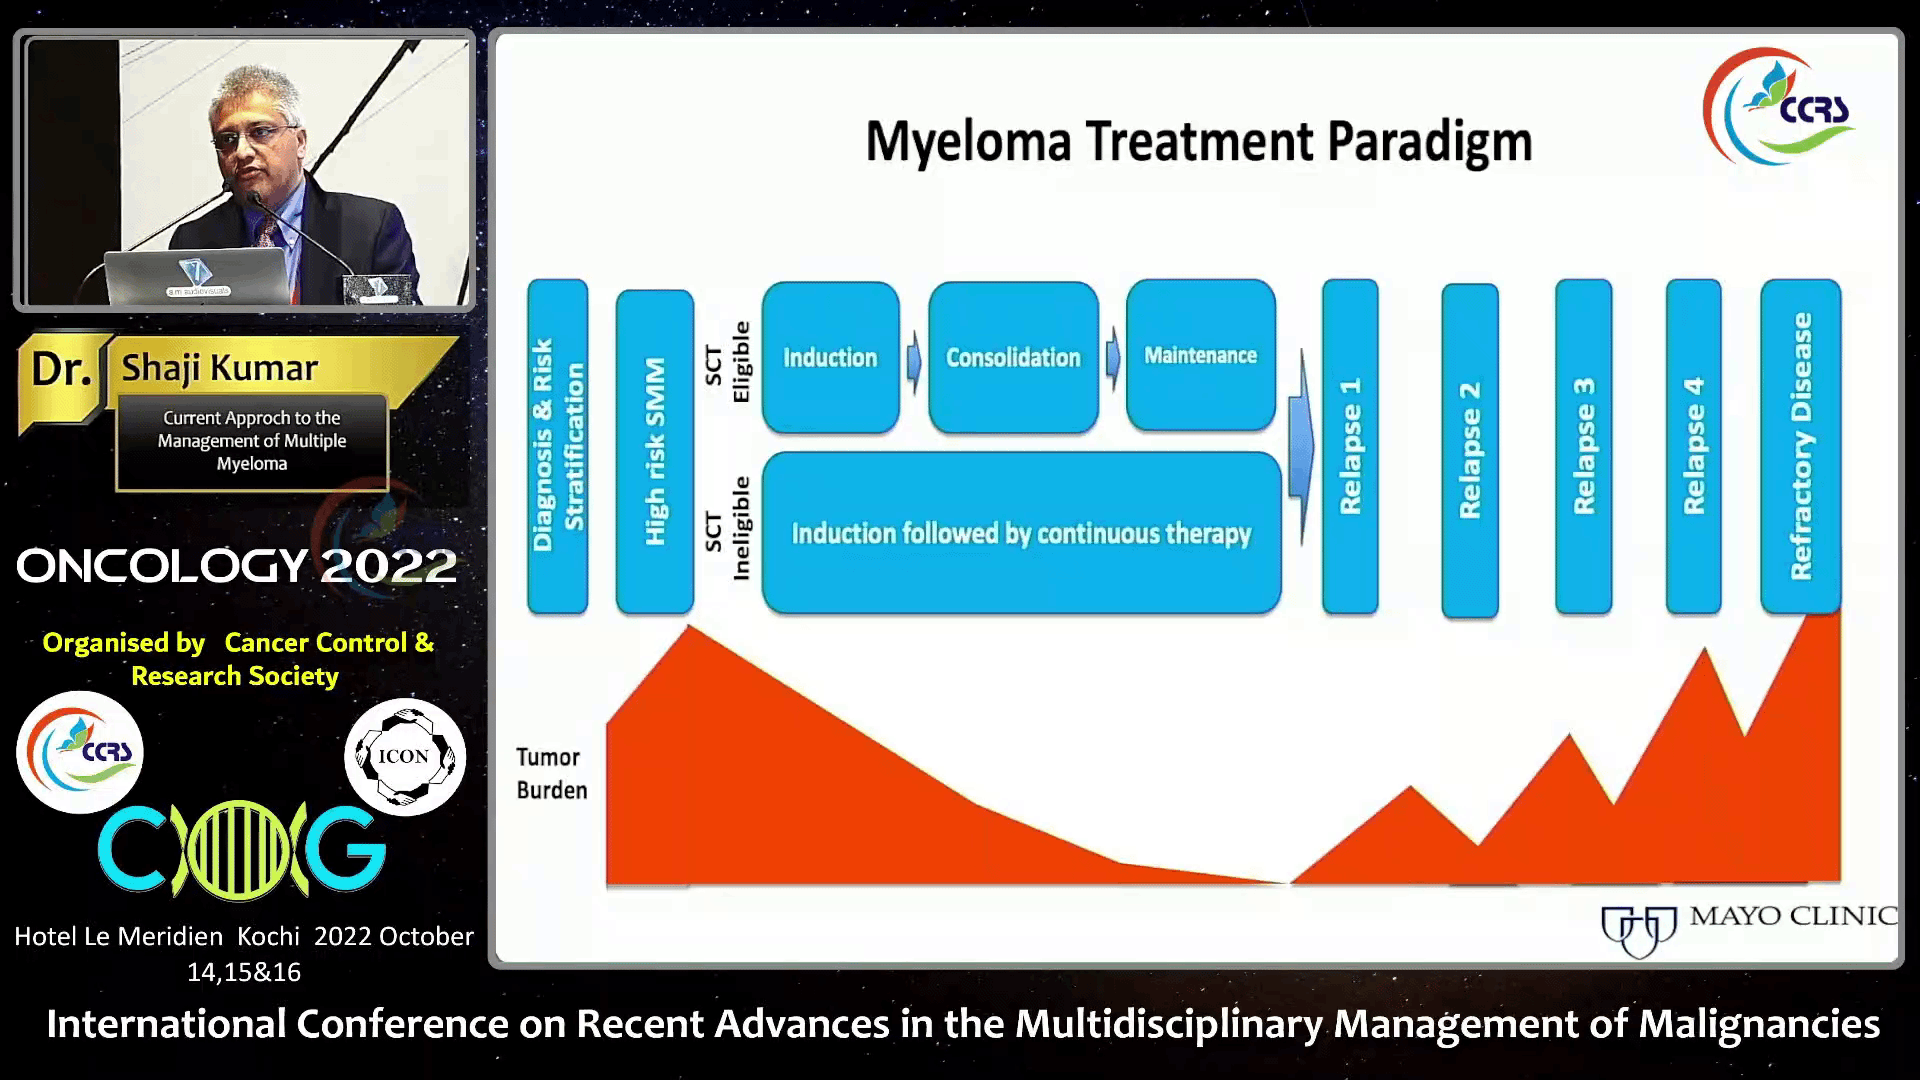 Myeloma Treatment Paradigm
CCRS
Diagnosis & Risk
Stratification
High risk SMM
SCT
Eligible
Induction
Consolidation
Maintenance
SCT
Ineligible
Induction followed by continuous therapy
Relapse 1
Relapse 2
Relapse 3
Relapse 4
Refractory Disease
Tumor
Burden
MAYO CLINIC
a.m.audiovisuals
Dr. Shaji Kumar
Current Approch to the
Management of Multiple
Myeloma
ONCOLOGY 2022
Organised by Cancer Control &
Research Society
CCRS
ICON
COG
Hotel Le Meridien Kochi 2022 October
14,15&16
International Conference on Recent Advances in the Multidisciplinary Management of Malignancies